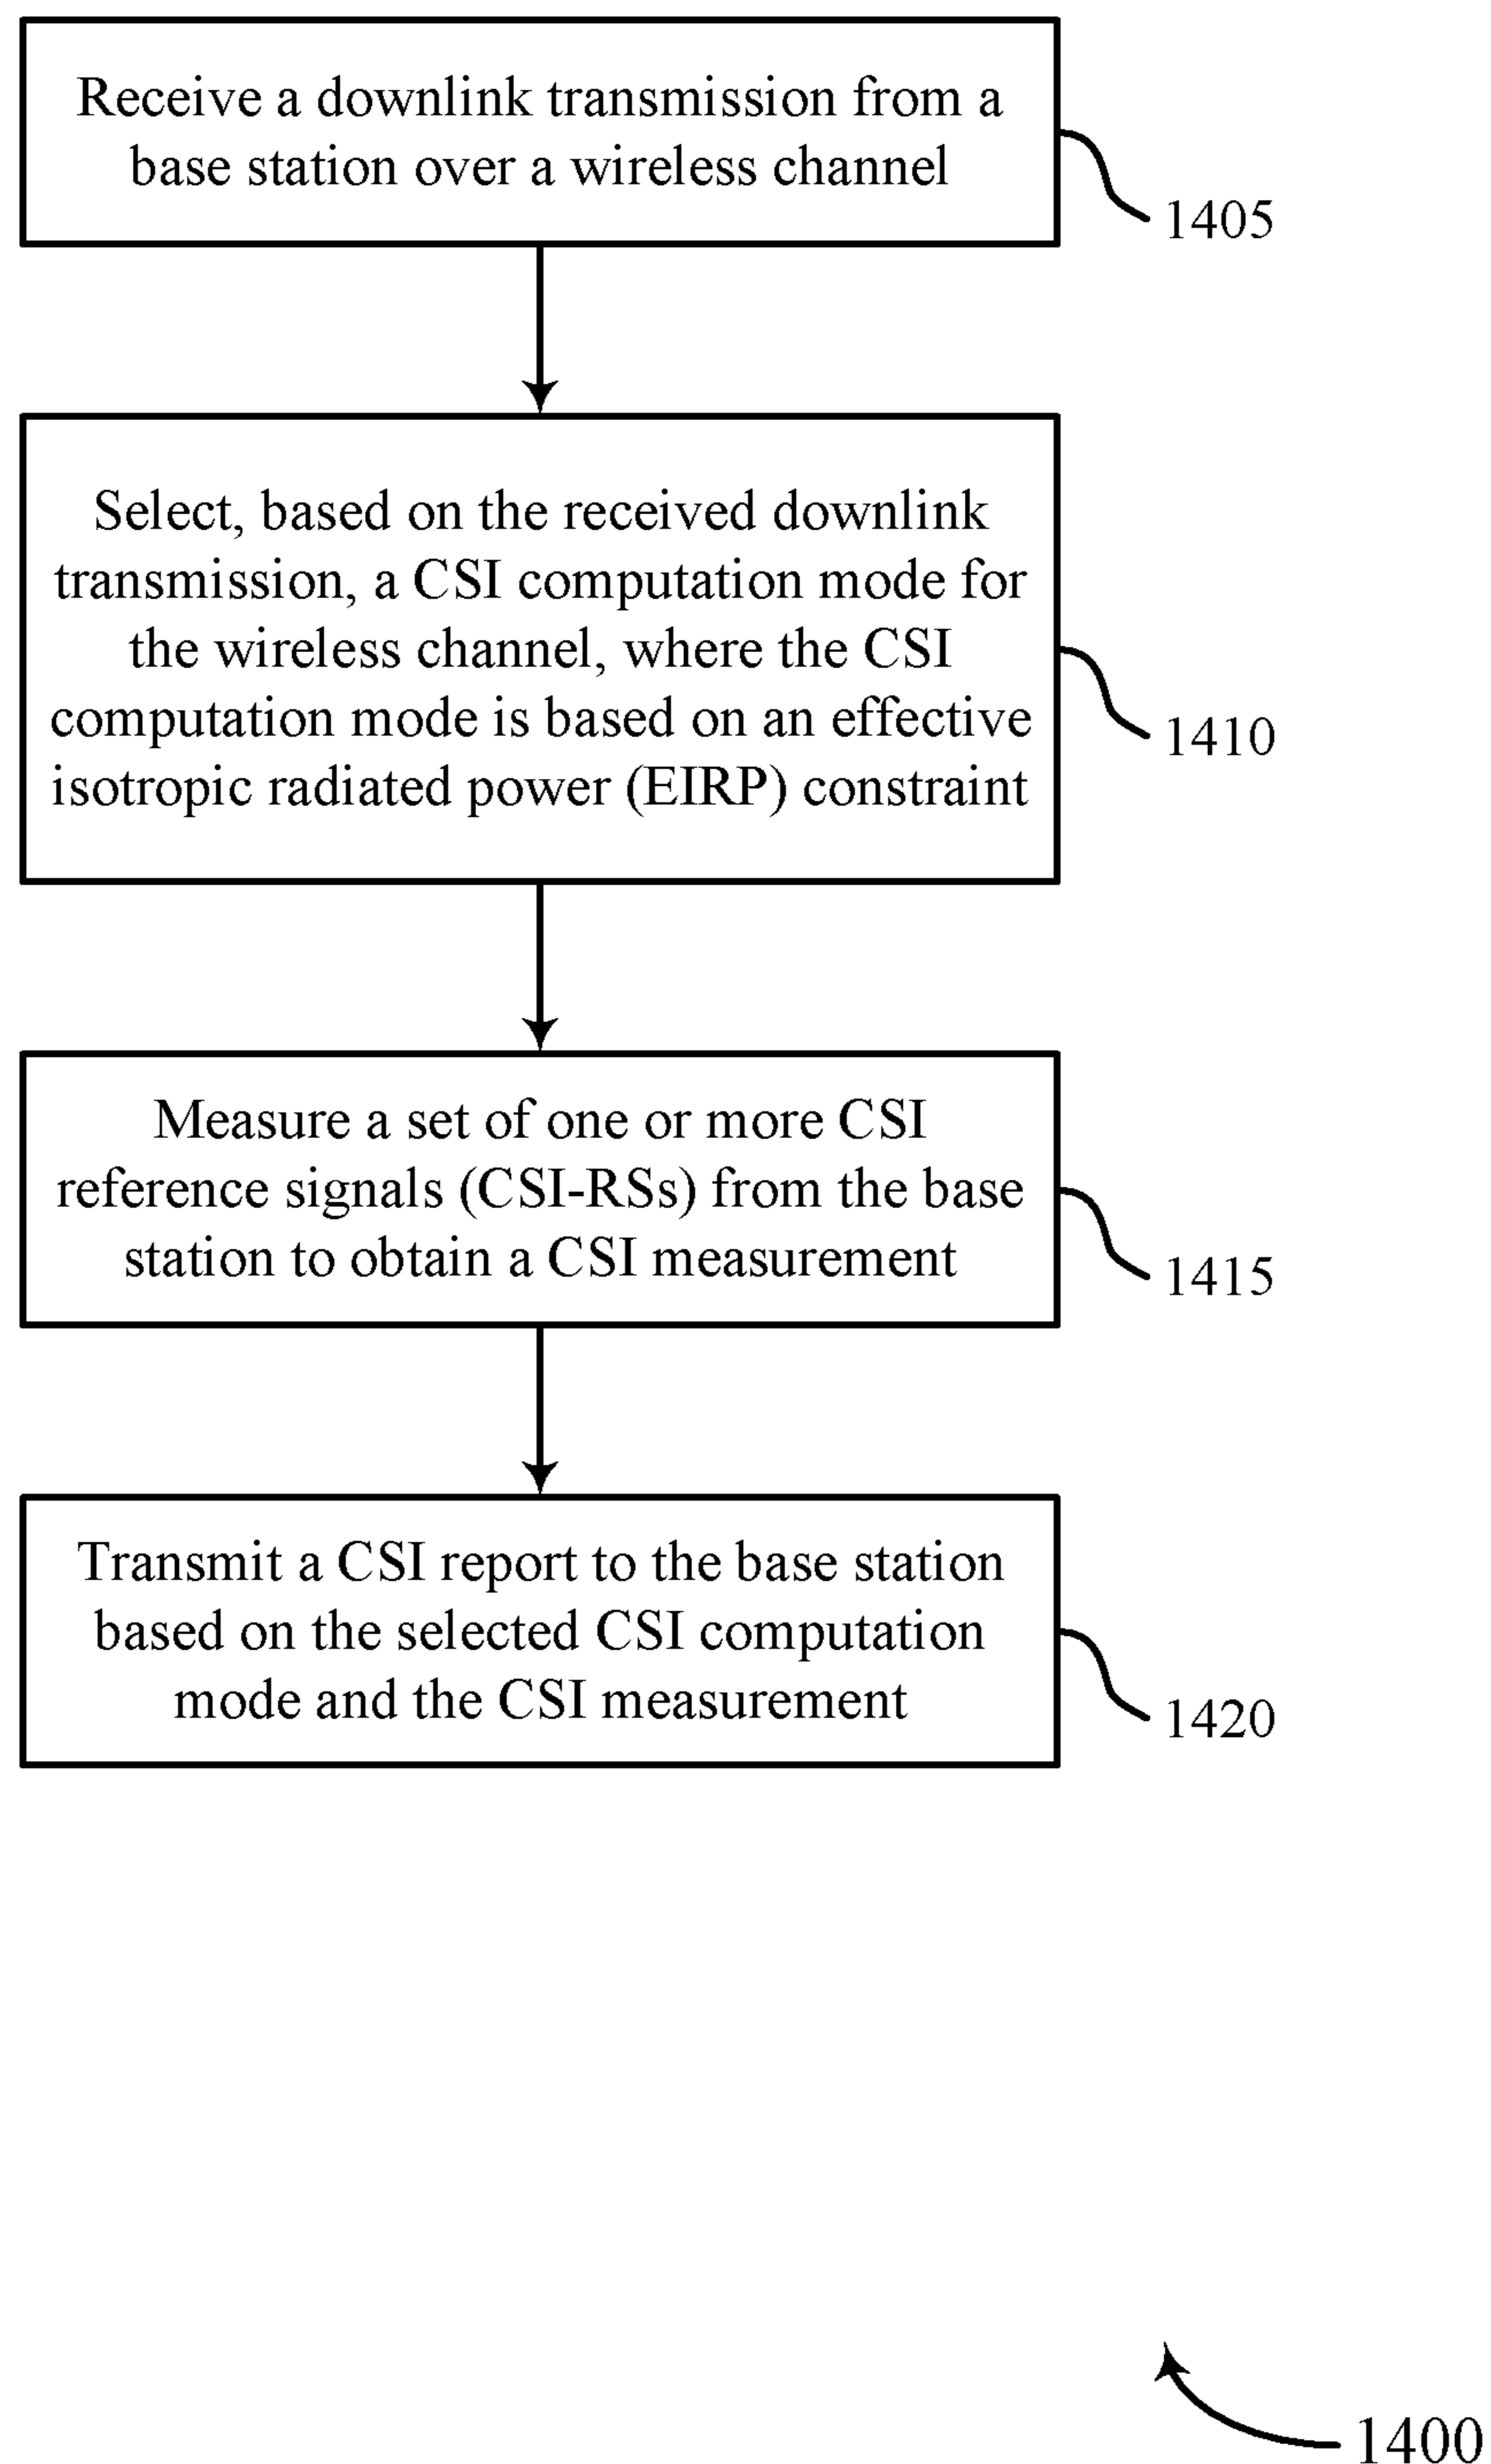 Receive a downlink transmission from a
base station over a wireless channel
1405
Select, based on the received downlink
transmission, a CSI computation mode for
the wireless channel, where the CSI
computation mode is based on an effective
isotropic radiated power (EIRP) constraint
1410
Measure a set of one or more CSI
reference signals (CSI-RSs) from the base
station to obtain a CSI measurement
1415
Transmit a CSI report to the base station
based on the selected CSI computation
mode and the CSI measurement
1420
1400